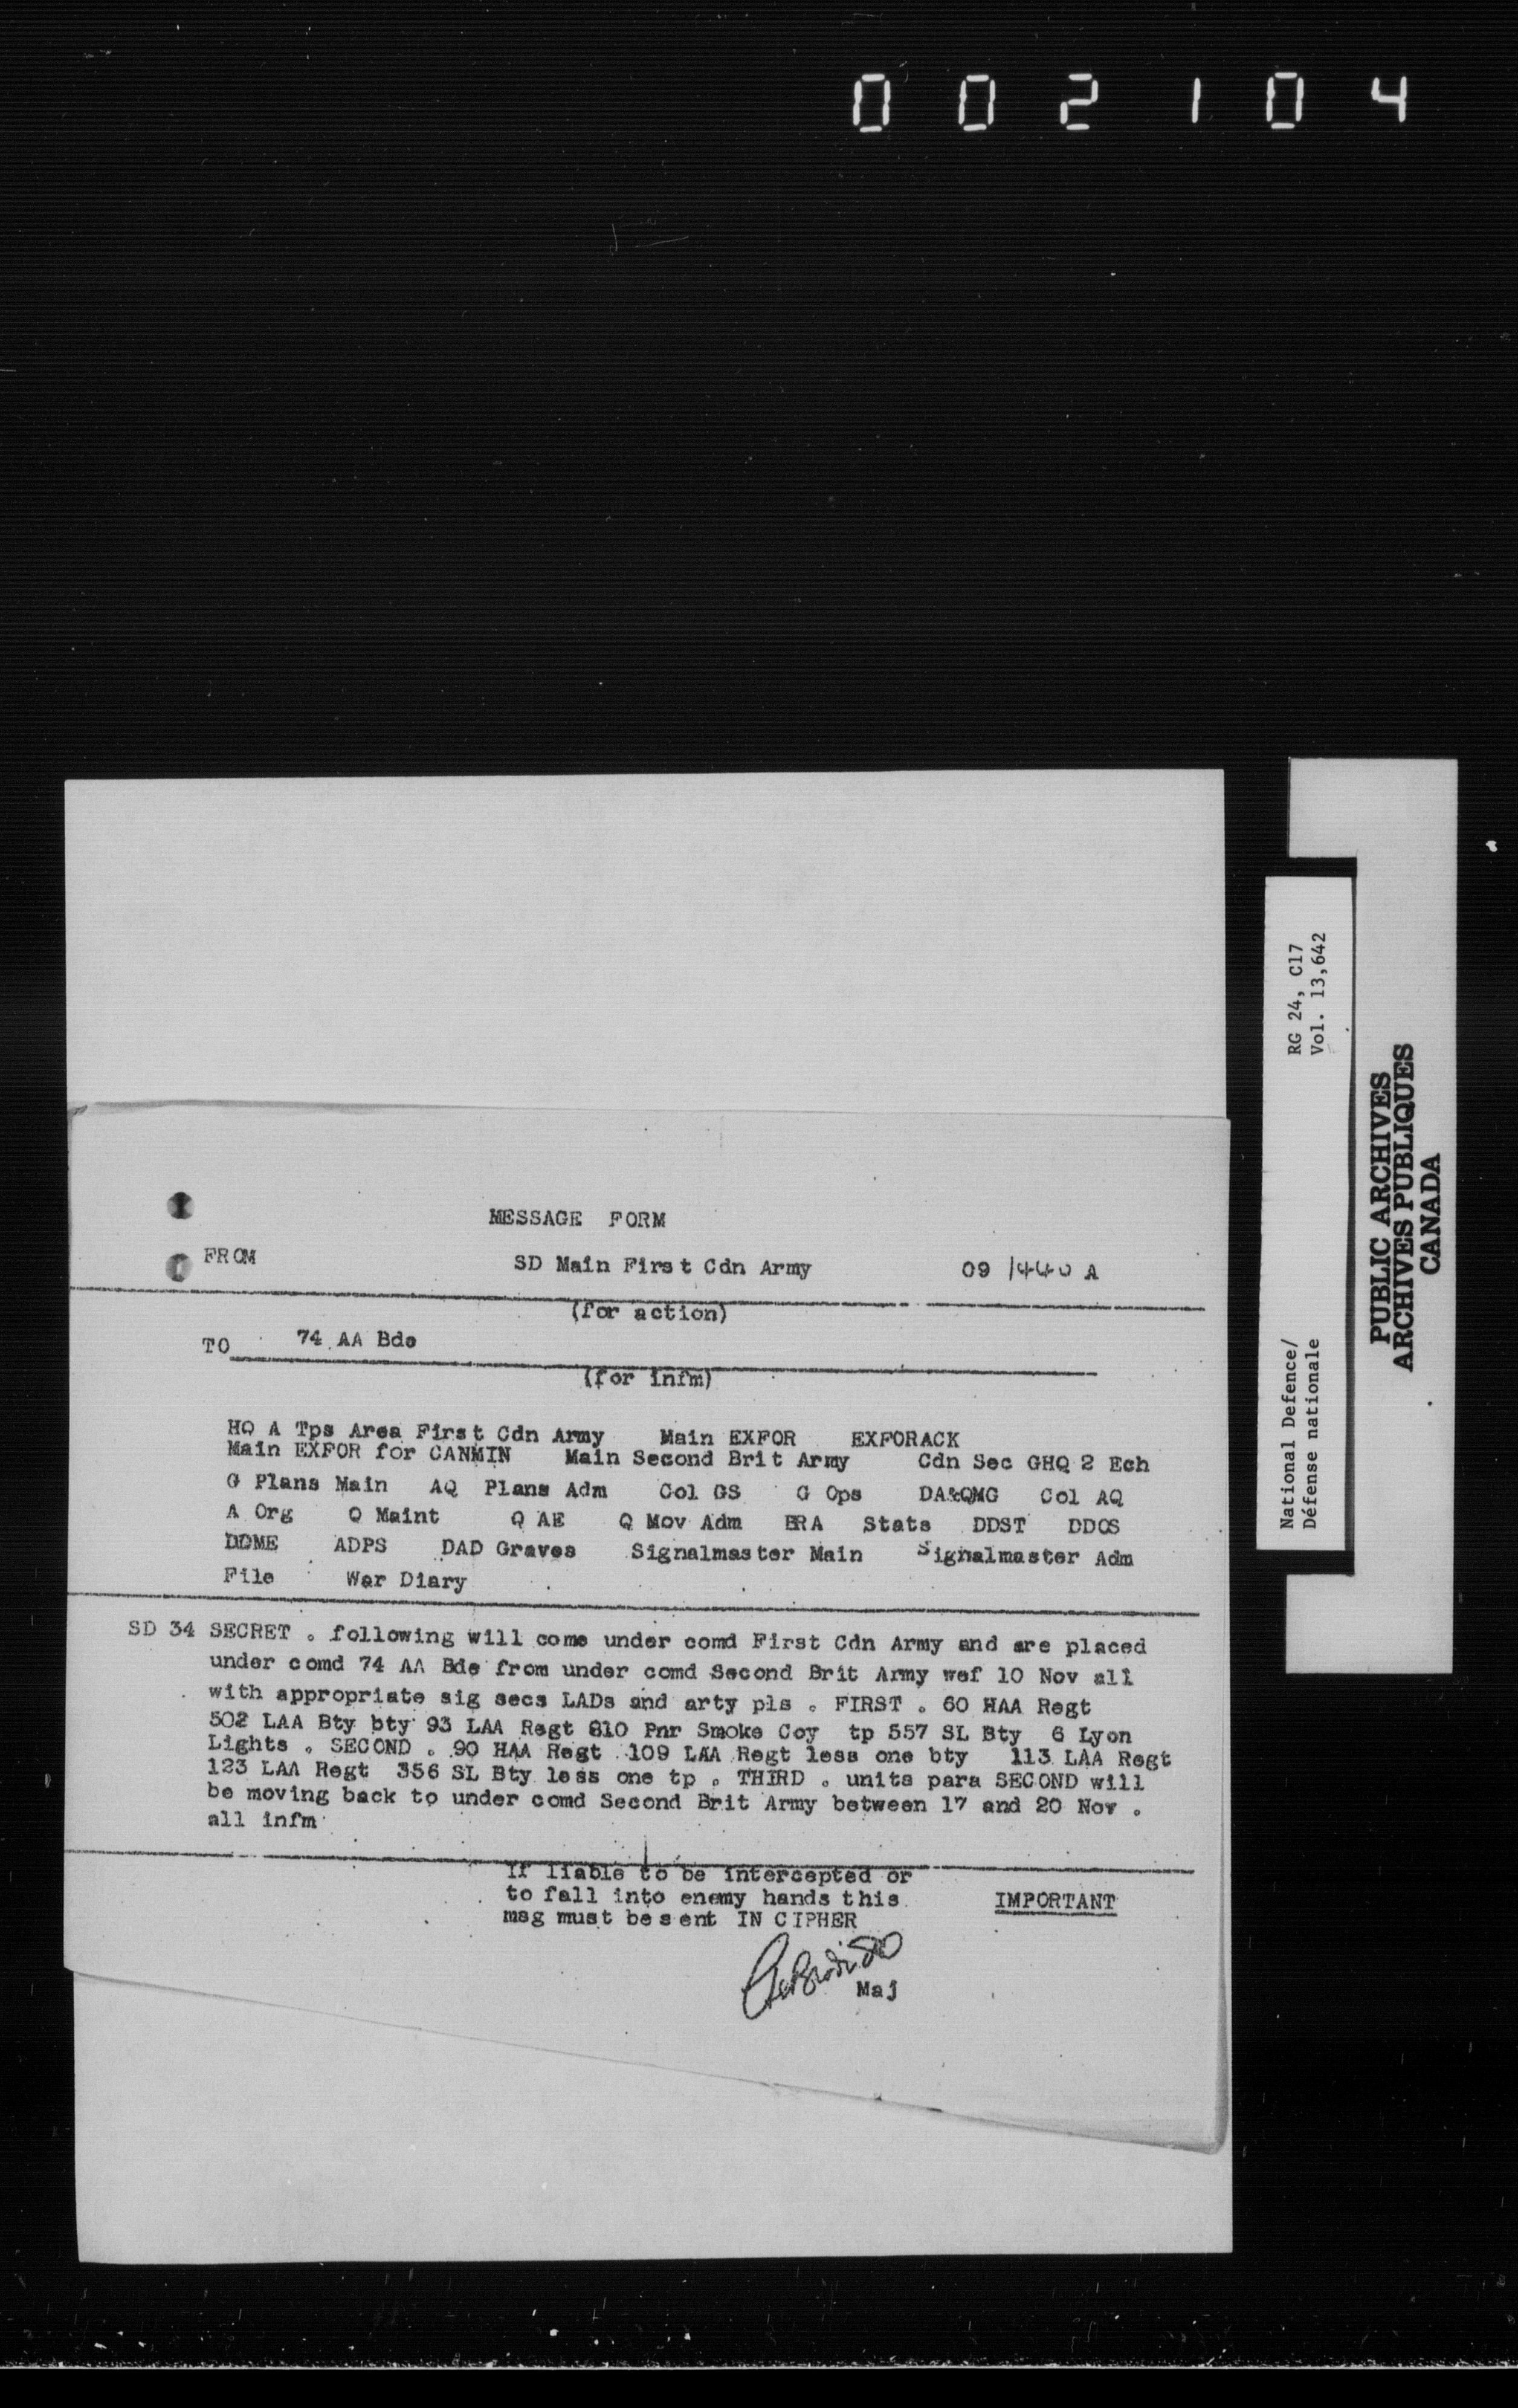 002104
MESSAGE FORM
FROM SD Main First Cdn Army 09 1440 A
(for action)
TO 74 AA Bde
(for infm)
HQ A Tps Area First Cdn Army Main EXFOR EXFORACK
Main EXFOR for CANMIN Main Second Brit Army Cdn Sec GHQ 2 Ech
G Plans Main AQ Plans Adm Col GS G Ops DA&QMG Col AQ
A Org Q Maint Q AE Q Mov Adm BRA Stats DDST DDOS
DDME ADPS DAD Graves Signalmaster Main Signalmaster Adm
File War Diary
SD 34 SECRET . following will come under comd First Cdn Army and are placed
under comd 74 AA Bde from under comd Second Brit Army wef 10 Nov all
with appropriate sig secs LADs and arty pls . FIRST . 60 HAA Regt
502 LAA Bty bty 93 LAA Regt 810 Pnr Smoke Coy tp 557 SL Bty 6 Lyon
Lights . SECOND . 90 HAA Regt 109 LAA Regt less one bty 113 LAA Regt
123 LAA Regt 356 SL Bty less one tp . THIRD . units para SECOND will
be moving back to under comd Second Brit Army between 17 and 20 Nov .
all infm
If liable to be intercepted or
to fall into enemy hands this
msg must be sent IN CIPHER
IMPORTANT
Maj
RG 24, C17
Vol. 13,642
National Defence/
Défense nationale
PUBLIC ARCHIVES
ARCHIVES PUBLIQUES
CANADA